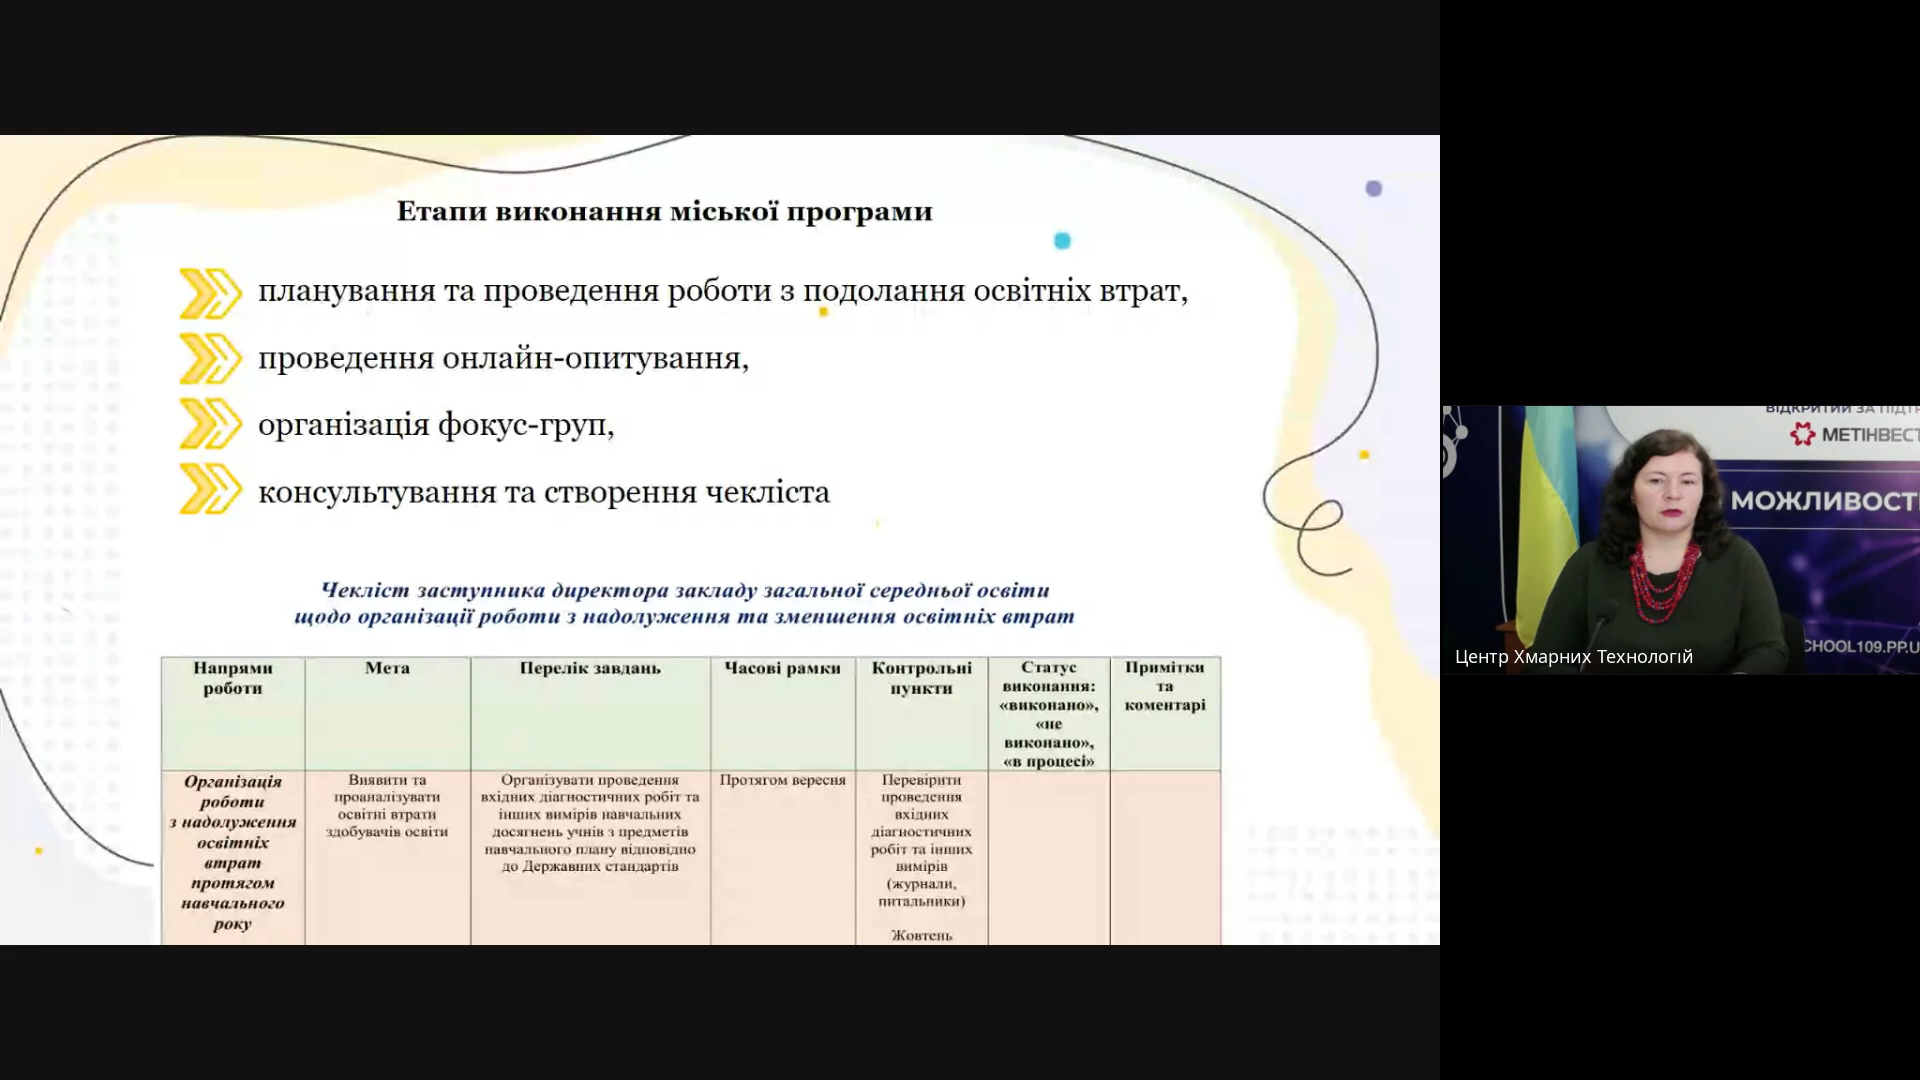 Етапи виконання міської програми
планування та проведення роботи з подолання освітніх втрат,
проведення онлайн-опитування,
організація фокус-груп,
консультування та створення чекліста
Чекліст заступника директора закладу загальної середньої освіти
щодо організації роботи з надолуження та зменшення освітніх втрат
Напрями
роботи
Мета
Перелік завдань
Часові рамки
Контрольні
пункти
Статус
виконання:
«виконано»,
«не
виконано»,
«в процесі»
Примітки
та
коментарі
Організація
роботи
з надолуження
освітніх
втрат
протягом
навчального
року
Виявити та
проаналізувати
освітні втрати
здобувачів освіти
Організувати проведення
вхідних діагностичних робіт та
інших вимірів навчальних
досягнень учнів з предметів
навчального плану відповідно
до Державних стандартів
Протягом вересня
Перевірити
проведення
вхідних
діагностичних
робіт та інших
вимірів
(журнали,
питальники)
Жовтень
ВІДКРИТИЙ ЗА ПІДТР
МЕТІНВЕСТ
МОЖЛИВОСТ
CHOOL109.PP.U
Центр Хмарних Технологій